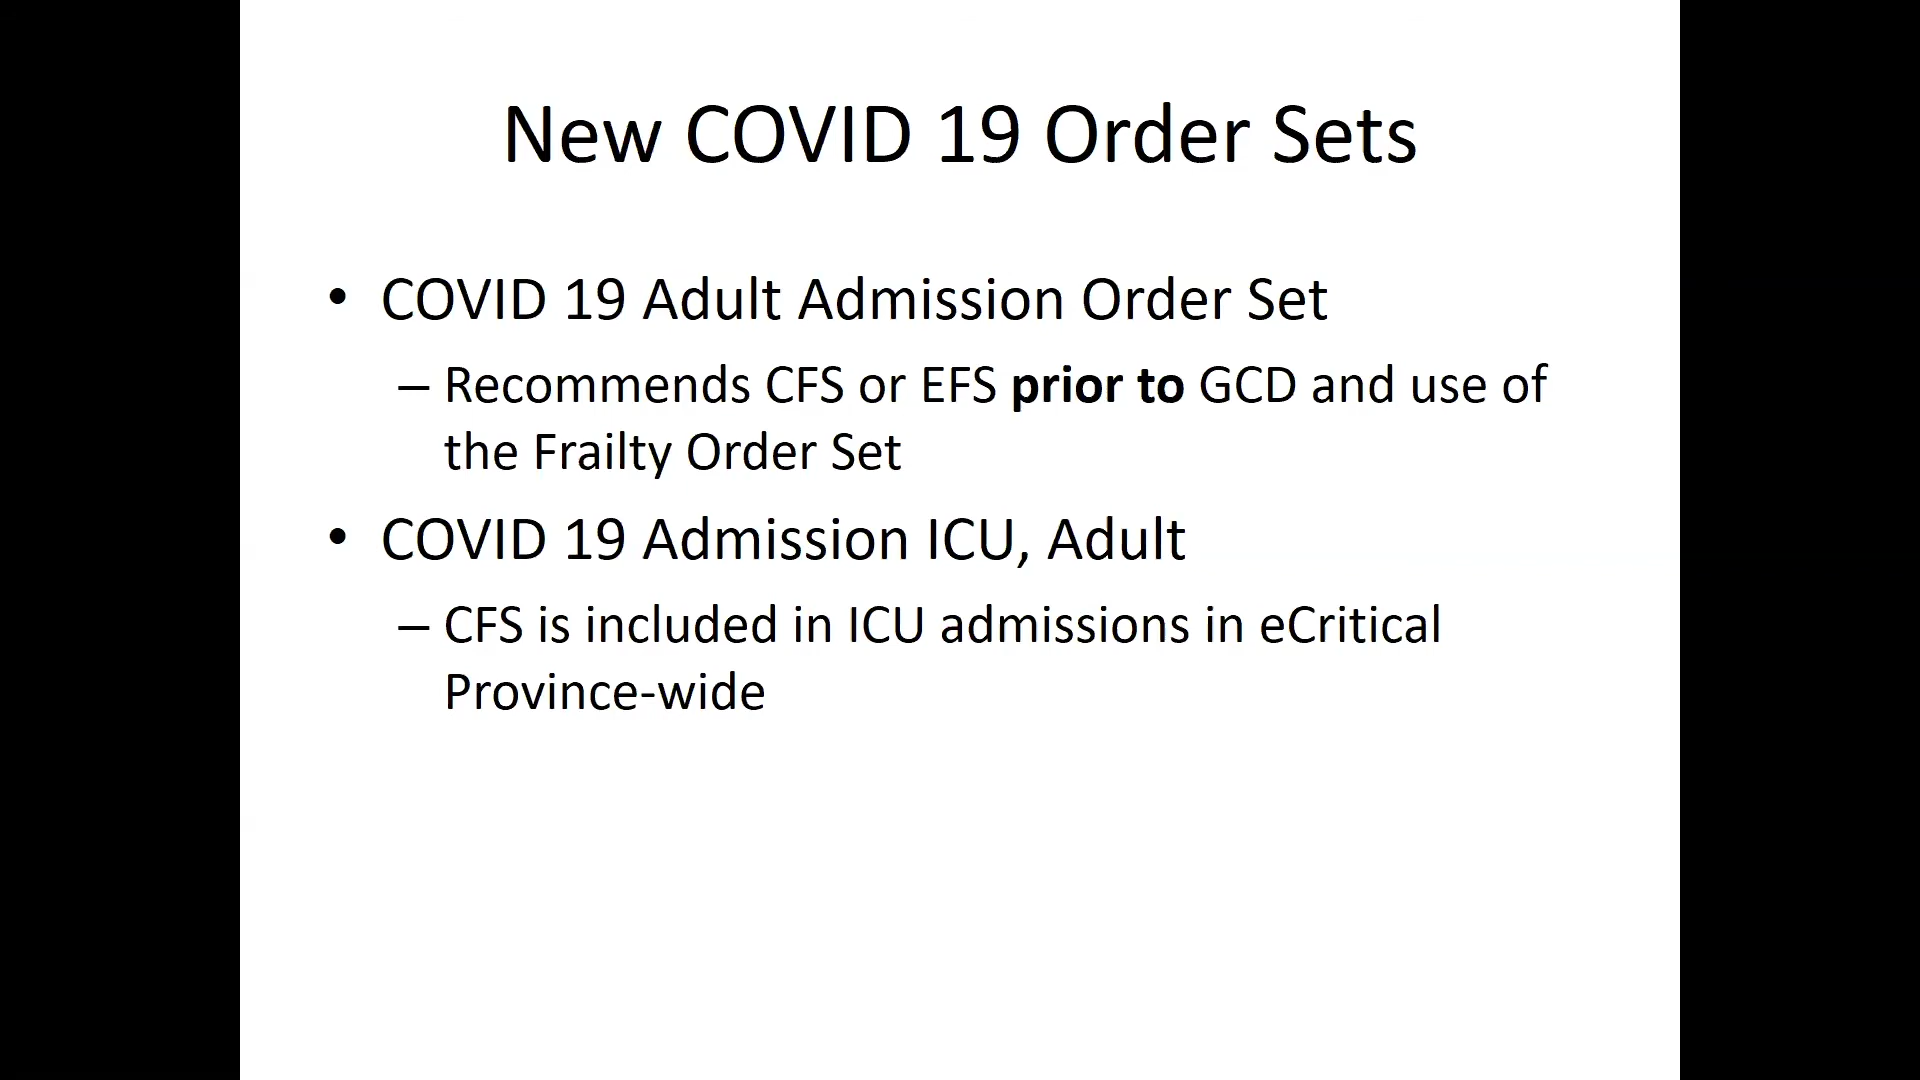 New COVID 19 Order Sets
• COVID 19 Adult Admission Order Set
– Recommends CFS or EFS prior to GCD and use of
the Frailty Order Set
• COVID 19 Admission ICU, Adult
– CFS is included in ICU admissions in eCritical
Province-wide